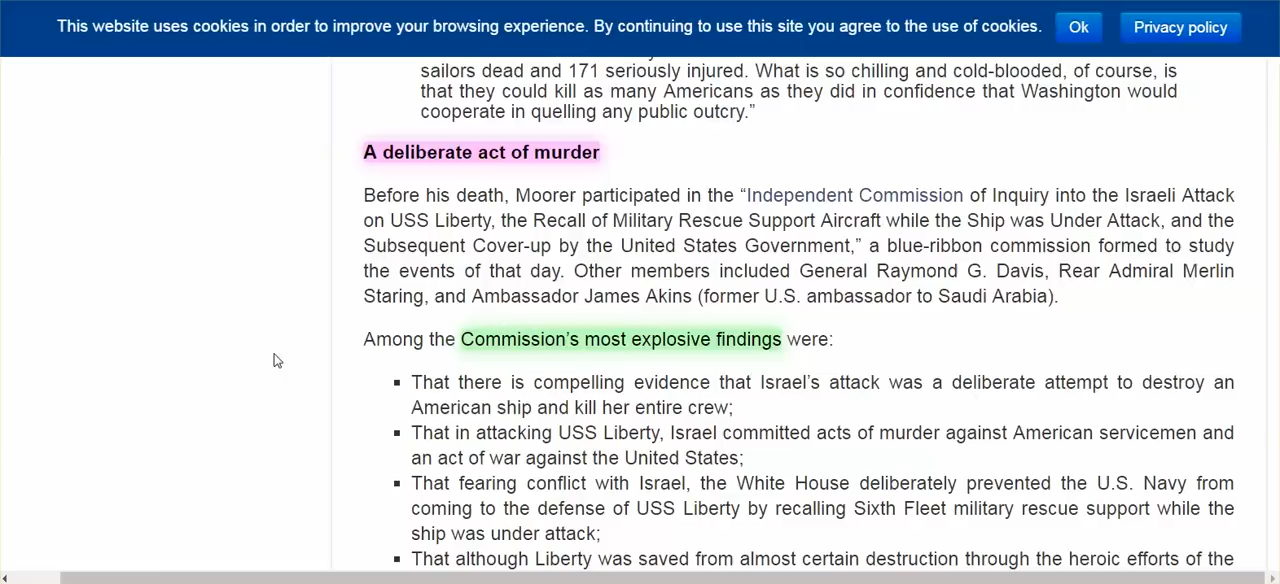 This website uses cookies in order to improve your browsing experience. By continuing to use this site you agree to the use of cookies. Ok Privacy policy
sailors dead and 171 seriously injured. What is so chilling and cold-blooded, of course, is
that they could kill as many Americans as they did in confidence that Washington would
cooperate in quelling any public outcry.”
A deliberate act of murder
Before his death, Moorer participated in the “Independent Commission of Inquiry into the Israeli Attack
on USS Liberty, the Recall of Military Rescue Support Aircraft while the Ship was Under Attack, and the
Subsequent Cover-up by the United States Government,” a blue-ribbon commission formed to study
the events of that day. Other members included General Raymond G. Davis, Rear Admiral Merlin
Staring, and Ambassador James Akins (former U.S. ambassador to Saudi Arabia).
Among the Commission’s most explosive findings were:
▪ That there is compelling evidence that Israel’s attack was a deliberate attempt to destroy an
American ship and kill her entire crew;
▪ That in attacking USS Liberty, Israel committed acts of murder against American servicemen and
an act of war against the United States;
▪ That fearing conflict with Israel, the White House deliberately prevented the U.S. Navy from
coming to the defense of USS Liberty by recalling Sixth Fleet military rescue support while the
ship was under attack;
▪ That although Liberty was saved from almost certain destruction through the heroic efforts of the